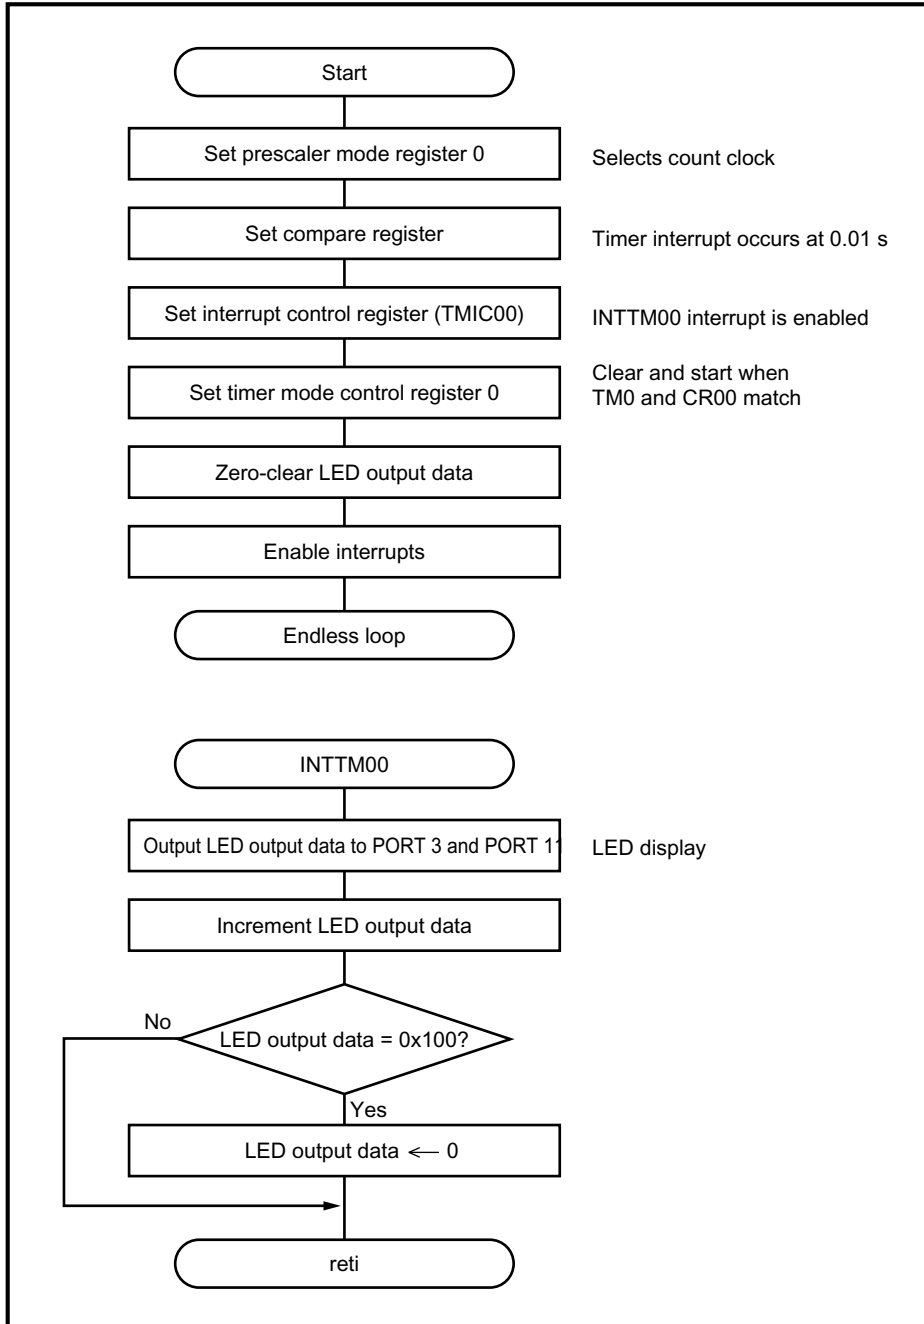 Start
Set prescaler mode register 0
Selects count clock
Set compare register
Timer interrupt occurs at 0.01 s
Set interrupt control register (TMIC00)
INTTM00 interrupt is enabled
Set timer mode control register 0
Clear and start when
TM0 and CR00 match
Zero-clear LED output data
Enable interrupts
Endless loop
INTTM00
Output LED output data to PORT 3 and PORT 11
LED display
Increment LED output data
No
LED output data = 0x100?
Yes
LED output data ← 0
reti